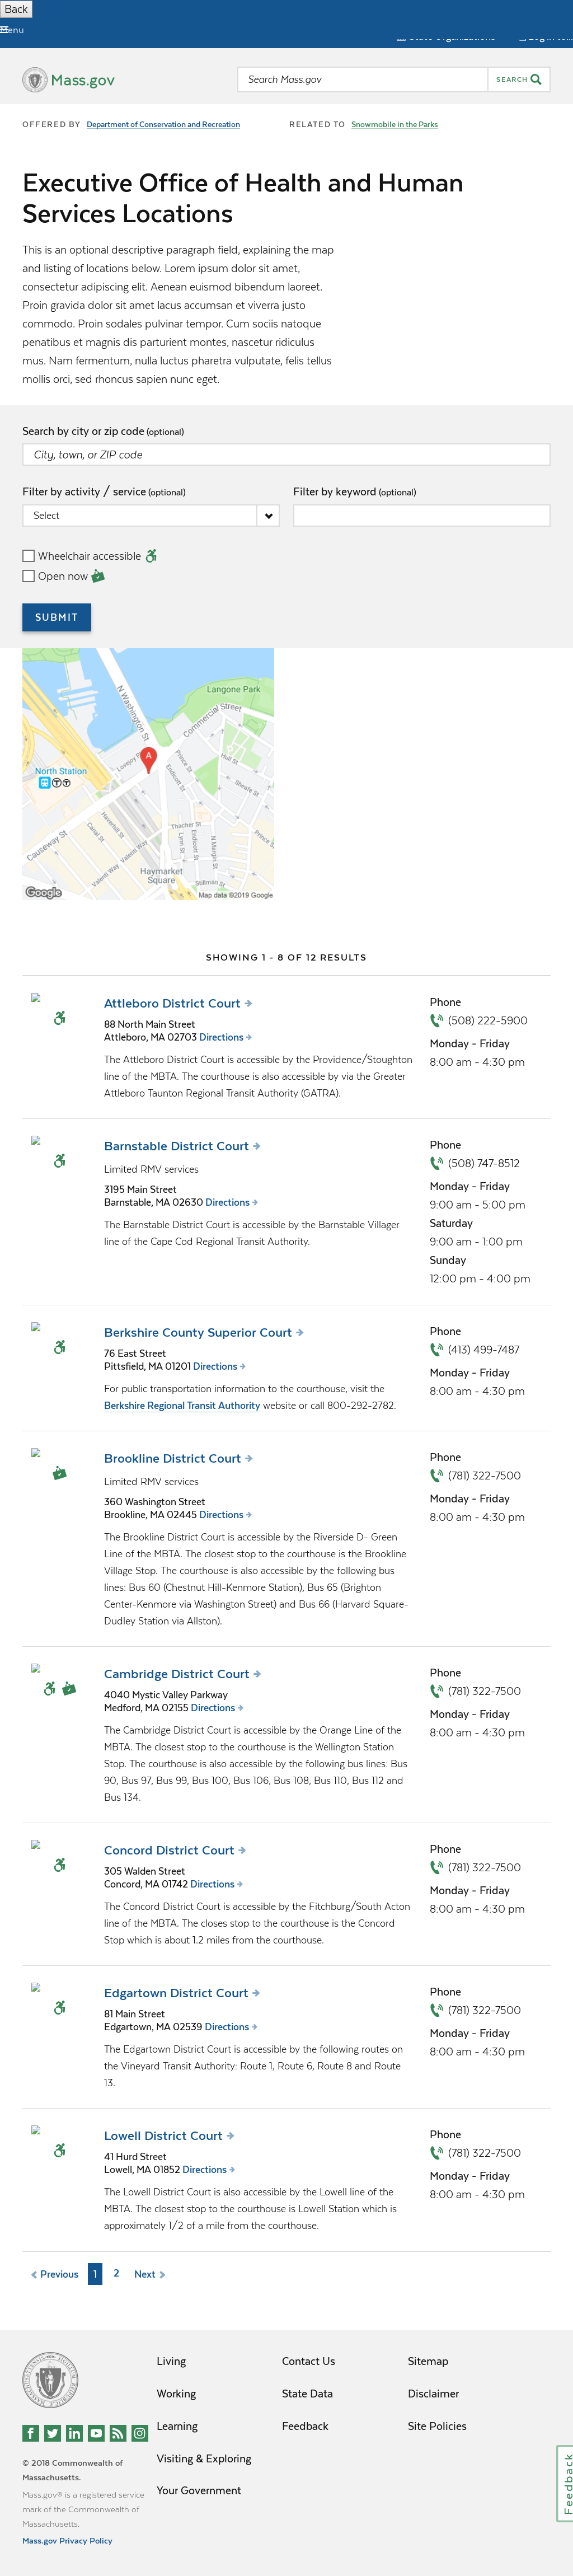 Back
Menu
Mass.gov
Search Mass.gov
SEARCH
OFFERED BY Department of Conservation and Recreation
RELATED TO Snowmobile in the Parks
Executive Office of Health and Human
Services Locations
This is an optional descriptive paragraph field, explaining the map
and listing of locations below. Lorem ipsum dolor sit amet,
consectetur adipiscing elit. Aenean euismod bibendum laoreet.
Proin gravida dolor sit amet lacus accumsan et viverra justo
commodo. Proin sodales pulvinar tempor. Cum sociis natoque
penatibus et magnis dis parturient montes, nascetur ridiculus
mus. Nam fermentum, nulla luctus pharetra vulputate, felis tellus
mollis orci, sed rhoncus sapien nunc eget.
Search by city or zip code (optional)
City, town, or ZIP code
Filter by activity / service (optional)
Filter by keyword (optional)
Select
Wheelchair accessible
Open now
SUBMIT
Langone Park
Commercial St
N Washington St
Lovejoy Pl
Hull St
Sheafe St
Prince St
Endicott St
North Station
Causeway St
Canal St
Thacher St
Valenti Way
N Margin St
Haymarket
Square
Stillman St
Google
Map data ©2019 Google
SHOWING 1 - 8 OF 12 RESULTS
Attleboro District Court
88 North Main Street
Attleboro, MA 02703 Directions
The Attleboro District Court is accessible by the Providence/Stoughton
line of the MBTA. The courthouse is also accessible by via the Greater
Attleboro Taunton Regional Transit Authority (GATRA).
Phone
(508) 222-5900
Monday - Friday
8:00 am - 4:30 pm
Barnstable District Court
Limited RMV services
3195 Main Street
Barnstable, MA 02630 Directions
The Barnstable District Court is accessible by the Barnstable Villager
line of the Cape Cod Regional Transit Authority.
Phone
(508) 747-8512
Monday - Friday
9:00 am - 5:00 pm
Saturday
9:00 am - 1:00 pm
Sunday
12:00 pm - 4:00 pm
Berkshire County Superior Court
76 East Street
Pittsfield, MA 01201 Directions
For public transportation information to the courthouse, visit the
Berkshire Regional Transit Authority website or call 800-292-2782.
Phone
(413) 499-7487
Monday - Friday
8:00 am - 4:30 pm
Brookline District Court
Limited RMV services
360 Washington Street
Brookline, MA 02445 Directions
The Brookline District Court is accessible by the Riverside D- Green
Line of the MBTA. The closest stop to the courthouse is the Brookline
Village Stop. The courthouse is also accessible by the following bus
lines: Bus 60 (Chestnut Hill-Kenmore Station), Bus 65 (Brighton
Center-Kenmore via Washington Street) and Bus 66 (Harvard Square-
Dudley Station via Allston).
Phone
(781) 322-7500
Monday - Friday
8:00 am - 4:30 pm
Cambridge District Court
4040 Mystic Valley Parkway
Medford, MA 02155 Directions
The Cambridge District Court is accessible by the Orange Line of the
MBTA. The closest stop to the courthouse is the Wellington Station
Stop. The courthouse is also accessible by the following bus lines: Bus
90, Bus 97, Bus 99, Bus 100, Bus 106, Bus 108, Bus 110, Bus 112 and
Bus 134.
Phone
(781) 322-7500
Monday - Friday
8:00 am - 4:30 pm
Concord District Court
305 Walden Street
Concord, MA 01742 Directions
The Concord District Court is accessible by the Fitchburg/South Acton
line of the MBTA. The closes stop to the courthouse is the Concord
Stop which is about 1.2 miles from the courthouse.
Phone
(781) 322-7500
Monday - Friday
8:00 am - 4:30 pm
Edgartown District Court
81 Main Street
Edgartown, MA 02539 Directions
The Edgartown District Court is accessible by the following routes on
the Vineyard Transit Authority: Route 1, Route 6, Route 8 and Route
13.
Phone
(781) 322-7500
Monday - Friday
8:00 am - 4:30 pm
Lowell District Court
41 Hurd Street
Lowell, MA 01852 Directions
The Lowell District Court is also accessible by the Lowell line of the
MBTA. The closest stop to the courthouse is Lowell Station which is
approximately 1/2 of a mile from the courthouse.
Phone
(781) 322-7500
Monday - Friday
8:00 am - 4:30 pm
Previous 1 2 Next
Living
Working
Learning
Visiting & Exploring
Your Government
Contact Us
State Data
Feedback
Sitemap
Disclaimer
Site Policies
© 2018 Commonwealth of
Massachusetts.
Mass.gov® is a registered service
mark of the Commonwealth of
Massachusetts.
Mass.gov Privacy Policy
Feedback